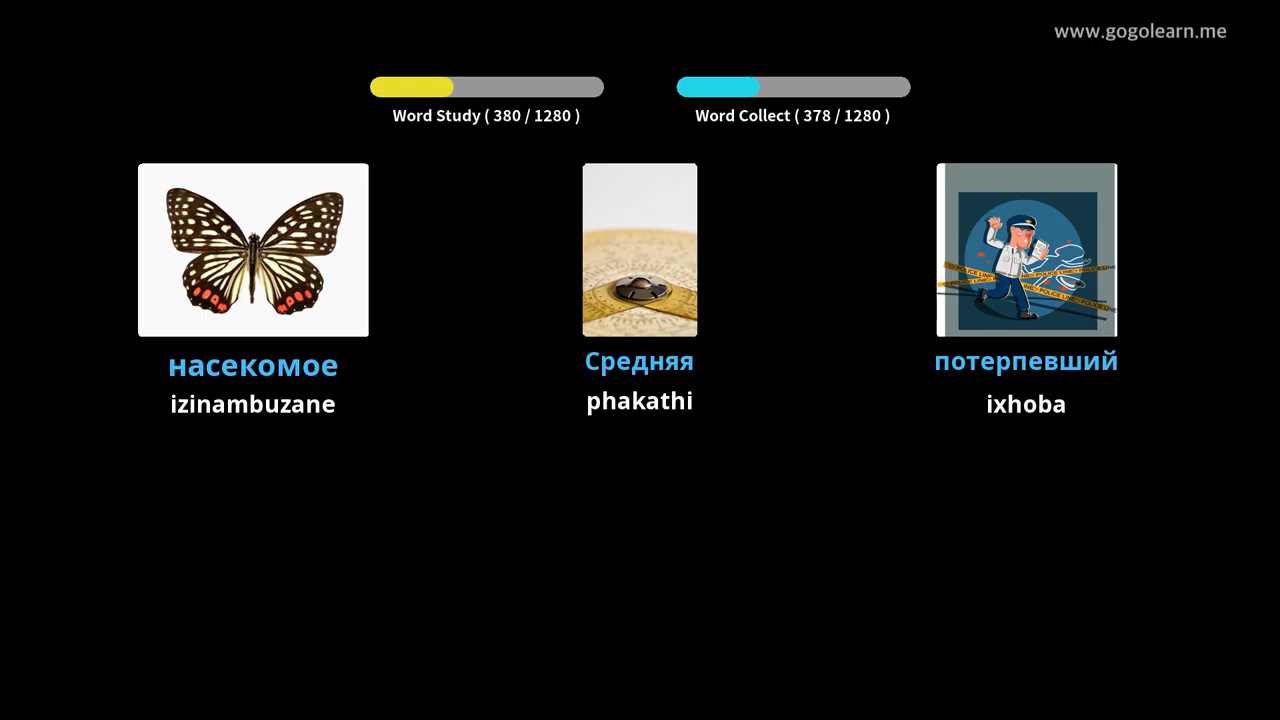 www.gogolearn.me
Word Study ( 380 / 1280 )
Word Collect ( 378 / 1280 )
насекомое
Средняя
потерпевший
izinambuzane
phakathi
ixhoba